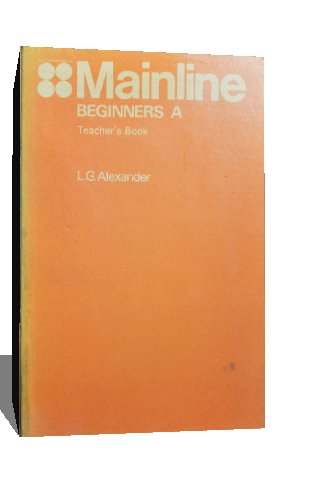 Mainline
BEGINNERS A
Teacher's Book
L.G.Alexander